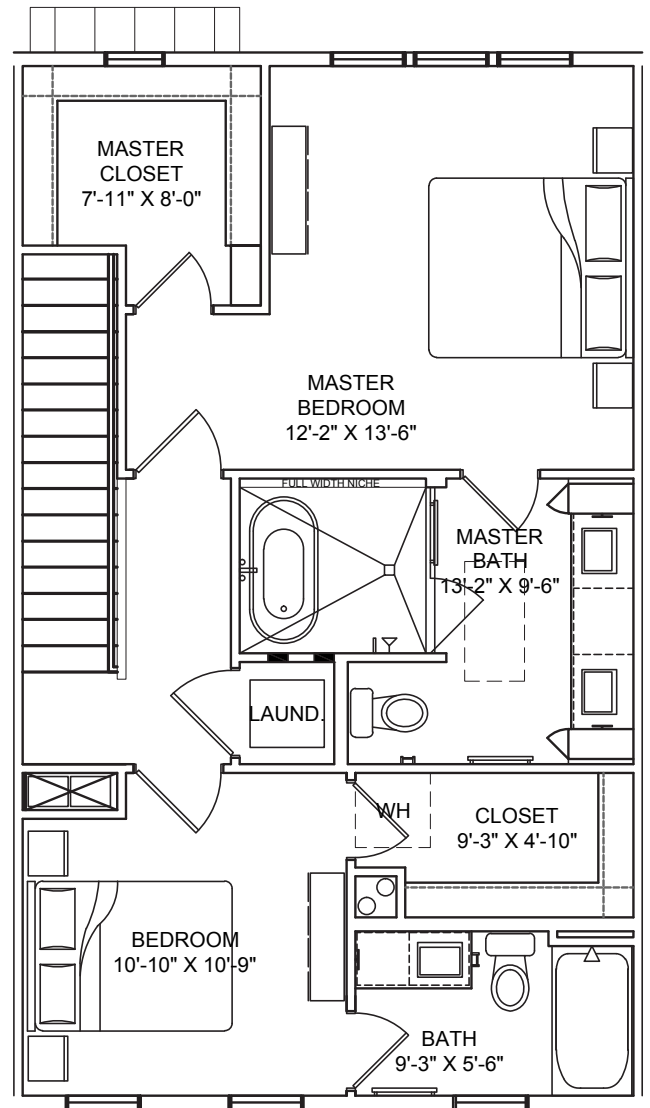 MASTER
CLOSET
7'-11" X 8'-0"
MASTER
BEDROOM
12'-2" X 13'-6"
FULL WIDTH NICHE
MASTER
BATH
13'-2" X 9'-6"
LAUND.
WH
CLOSET
9'-3" X 4'-10"
BEDROOM
10'-10" X 10'-9"
BATH
9'-3" X 5'-6"